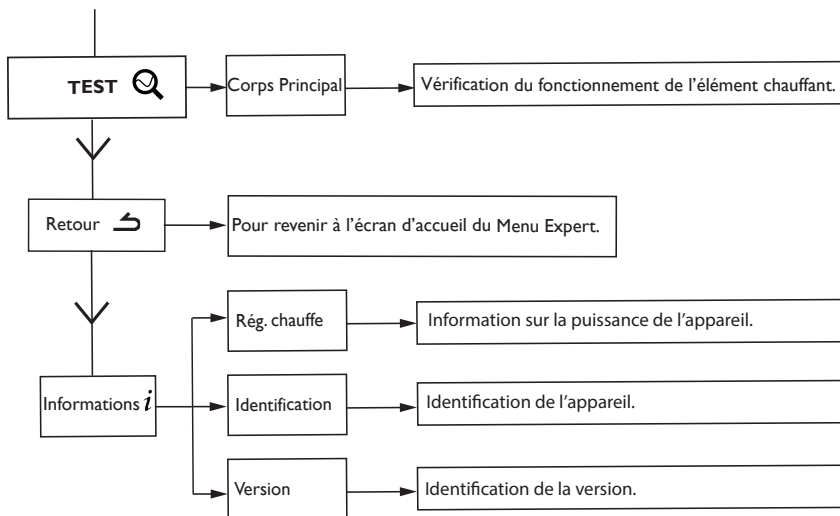 TEST
Corps Principal
Vérification du fonctionnement de l'élément chauffant.
Retour
Pour revenir à l'écran d'accueil du Menu Expert.
Rég. chauffe
Information sur la puissance de l'appareil.
Informations i
Identification
Identification de l'appareil.
Version
Identification de la version.